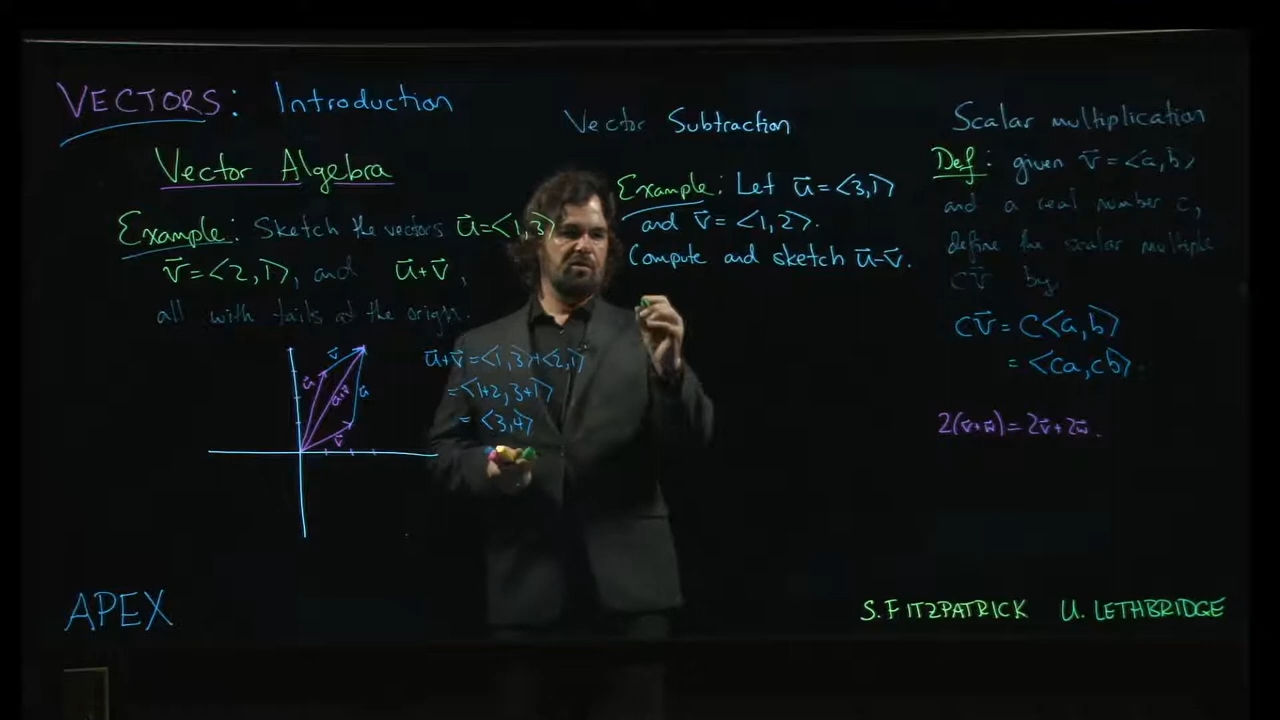 VECTORS: Introduction
Vector Algebra
Example: Sketch the vectors u⃗=<1,3>
v⃗=<2,1>, and u⃗+v⃗,
all with tails at the origin.
v⃗
u⃗
u⃗+v⃗
u⃗
v⃗
u⃗+v⃗=<1,3>+<2,1>
=<1+2,3+1>
=<3,4>
Vector Subtraction
Example: Let u⃗=<3,1>
and v⃗=<1,2>.
Compute and sketch u⃗-v⃗.
Scalar multiplication
Def: given v⃗=<a,b>
and a real number c,
define the scalar multiple
cv⃗ by
cv⃗=c<a,b>
=<ca,cb>.
2(v⃗+w⃗)=2v⃗+2w⃗.
APEX
S. FITZPATRICK U. LETHBRIDGE